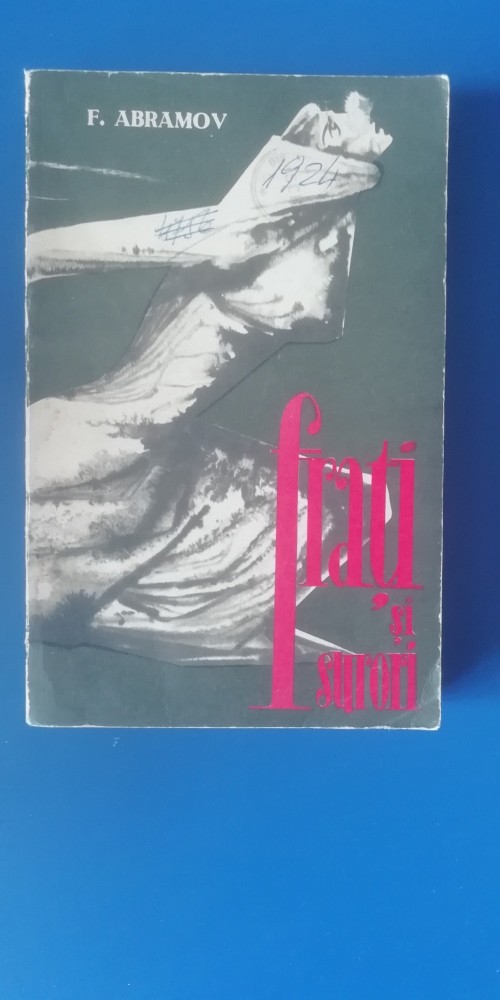 F. ABRAMOV
1924
frați
și
surori